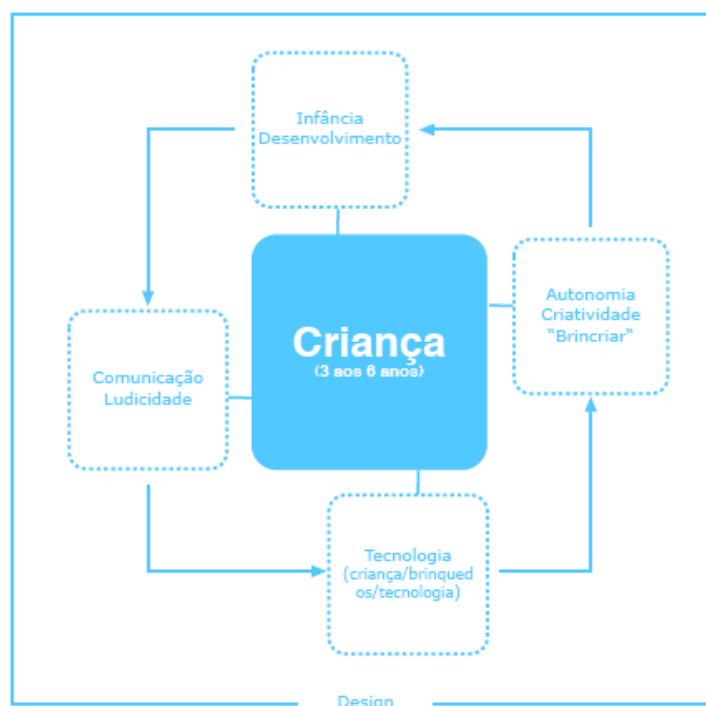 Infância
Desenvolvimento
Criança
(3 aos 6 anos)
Autonomia
Criatividade
“Brincriar“
Comunicação
Ludicidade
Tecnologia
(criança/brinqued
os/tecnologia)
Design